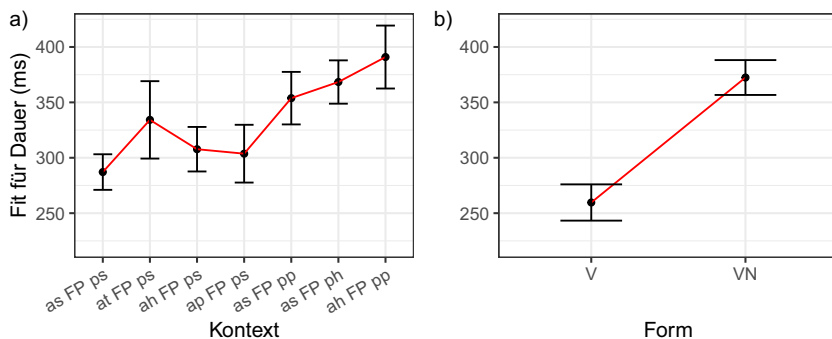 a)
Fit für Dauer (ms)
400
350
300
250
as FP ps
at FP ps
ah FP ps
ap FP ps
as FP pp
as FP ph
ah FP pp
Kontext
b)
400
350
300
250
V
VN
Form